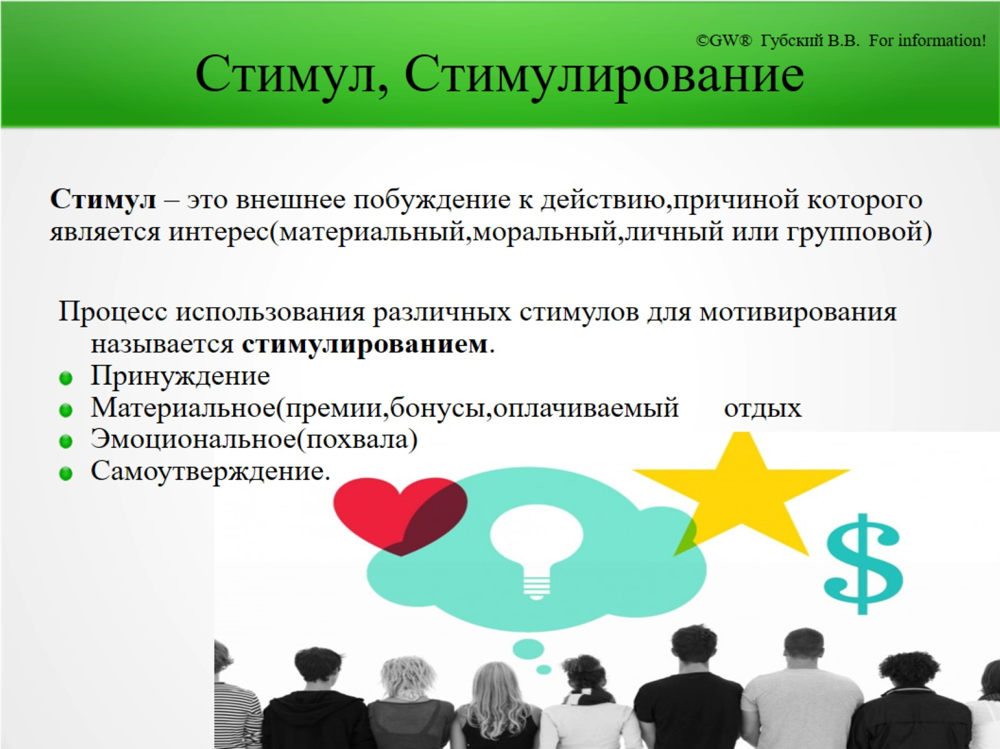 ©GW® Губский В.В. For information!
Стимул, Стимулирование
Стимул – это внешнее побуждение к действию,причиной которого
является интерес(материальный,моральный,личный или групповой)
Процесс использования различных стимулов для мотивирования
называется стимулированием.
Принуждение
Материальное(премии,бонусы,оплачиваемый отдых
Эмоциональное(похвала)
Самоутверждение.
$